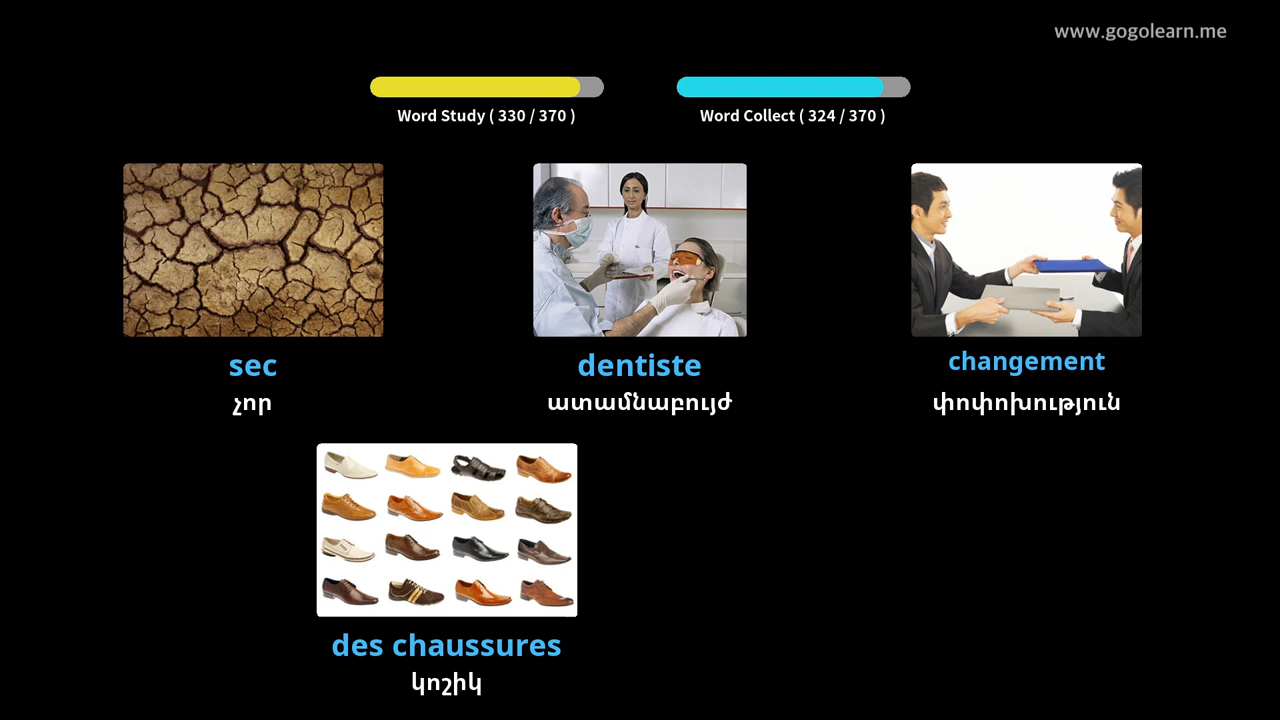 www.gogolearn.me
Word Study ( 330 / 370 )
Word Collect ( 324 / 370 )
sec
չոր
dentiste
ատամնաբույժ
changement
փոփոխություն
des chaussures
կոշիկ